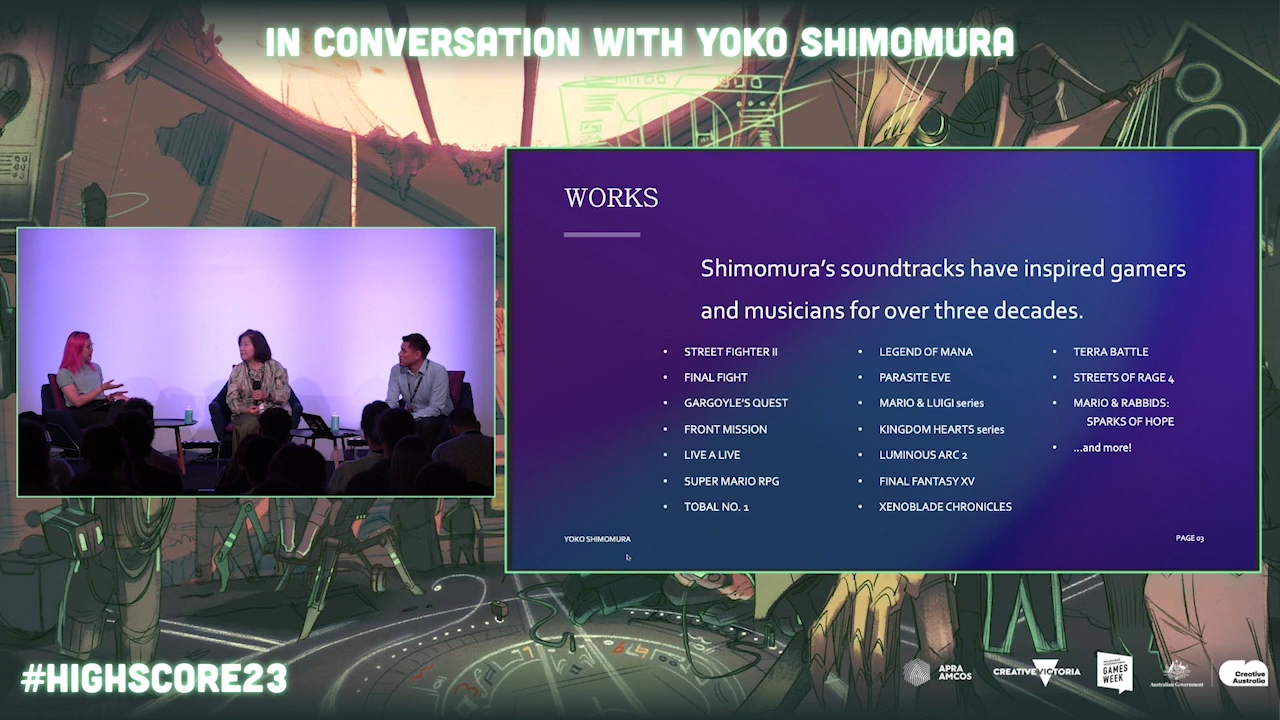 IN CONVERSATION WITH YOKO SHIMOMURA
WORKS
Shimomura's soundtracks have inspired gamers
and musicians for over three decades.
• STREET FIGHTER II
• FINAL FIGHT
• GARGOYLE'S QUEST
• FRONT MISSION
• LIVE A LIVE
• SUPER MARIO RPG
• TOBAL NO. 1
• LEGEND OF MANA
• PARASITE EVE
• MARIO & LUIGI series
• KINGDOM HEARTS series
• LUMINOUS ARC 2
• FINAL FANTASY XV
• XENOBLADE CHRONICLES
• TERRA BATTLE
• STREETS OF RAGE 4
• MARIO & RABBIDS:
SPARKS OF HOPE
• ...and more!
YOKO SHIMOMURA
PAGE 03
#HIGHSCORE23
APRA
AMCOS
CREATIVE VICTORIA
GAMES
WEEK
Australian Government
Creative
Australia